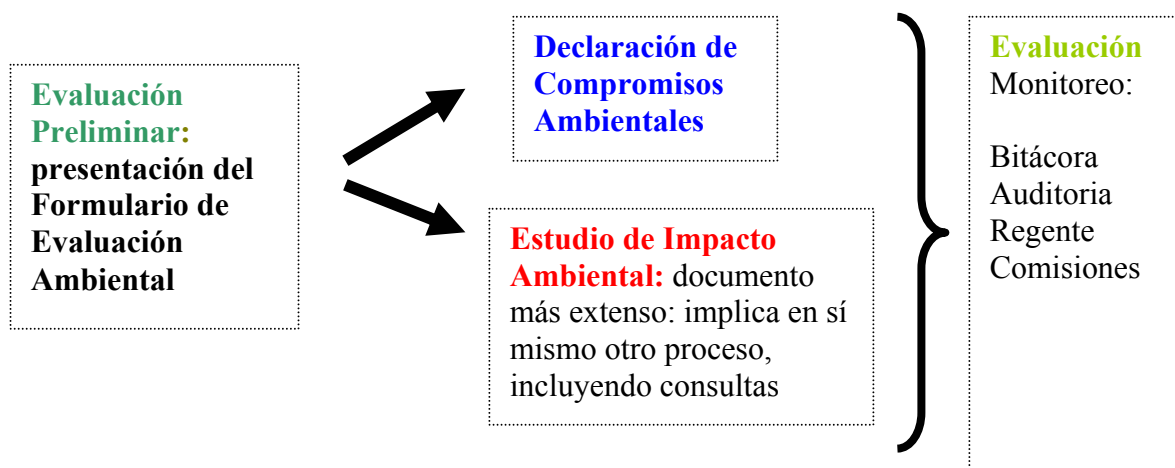 Evaluación
Preliminar:
presentación del
Formulario de
Evaluación
Ambiental
Declaración de
Compromisos
Ambientales
Estudio de Impacto
Ambiental: documento
más extenso: implica en sí
mismo otro proceso,
incluyendo consultas
Evaluación
Monitoreo:
Bitácora
Auditoria
Regente
Comisiones